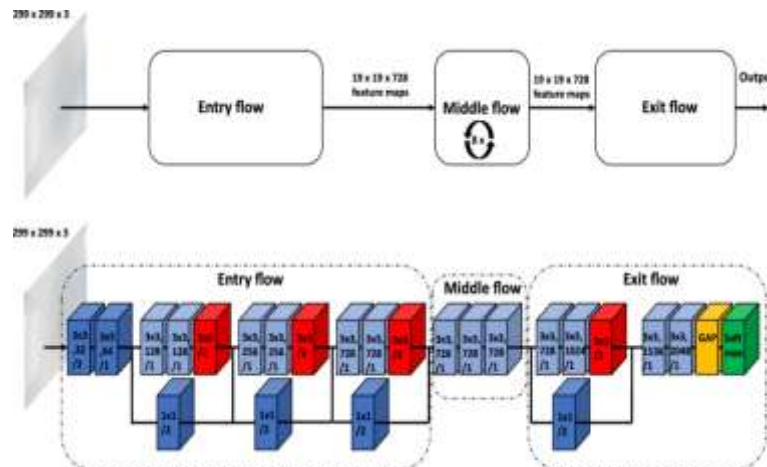 299 x 299 x 3
19 x 19 x 728
feature maps
19 x 19 x 728
feature maps
Output
Entry flow
Middle flow
8 x
Exit flow
299 x 299 x 3
Entry flow
Middle flow
Exit flow
3x3, 32 /2
3x3, 64 /1
3x3, 128 /1
3x3, 128 /1
3x3, 256 /1
3x3, 256 /1
3x3, 728 /1
3x3, 728 /1
3x3, 728 /1
3x3, 728 /1
3x3, 728 /1
3x3, 728 /1
3x3, 1024 /1
3x3, 1536 /1
3x3, 2048 /1
GAP
Soft max
1x1 /2
1x1 /2
1x1 /2
1x1 /2